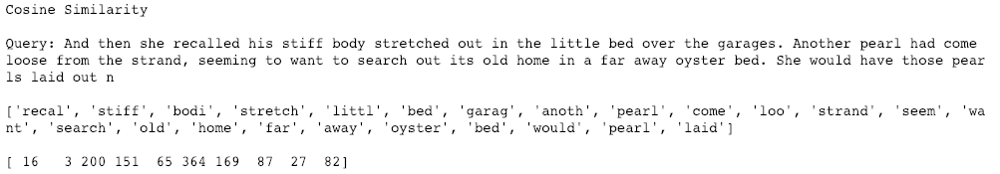 Cosine Similarity
Query: And then she recalled his stiff body stretched out in the little bed over the garages. Another pearl had come
loose from the strand, seeming to want to search out its old home in a far away oyster bed. She would have those pear
ls laid out n
['recal', 'stiff', 'bodi', 'stretch', 'littl', 'bed', 'garag', 'anoth', 'pearl', 'come', 'loo', 'strand', 'seem', 'wa
nt', 'search', 'old', 'home', 'far', 'away', 'oyster', 'bed', 'would', 'pearl', 'laid']
[ 16   3 200 151  65 364 169  87  27  82]